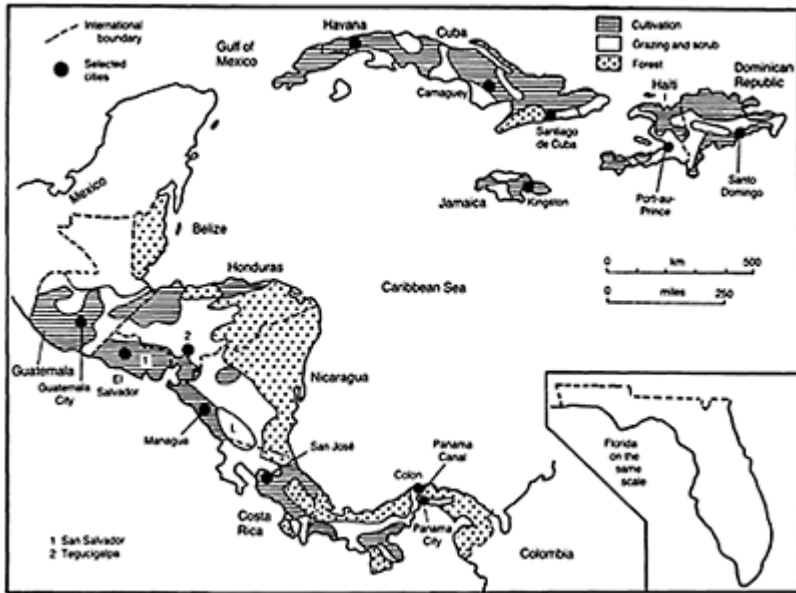 International
boundary
Selected
cities
Gulf of
Mexico
Havana
Cuba
Cultivation
Grazing and scrub
Forest
Camaguey
Santiago
de Cuba
Haiti
Dominican
Republic
Port-au-
Prince
Santo
Domingo
Jamaica
Kingston
Mexico
Belize
Honduras
Caribbean Sea
0 km 500
0 miles 250
Guatemala
Guatemala
City
El
Salvador
1
2
Nicaragua
Managua
L
San José
Costa
Rica
Colon
Panama
Canal
Panama
City
Colombia
1 San Salvador
2 Tegucigalpa
Florida
on the
same
scale